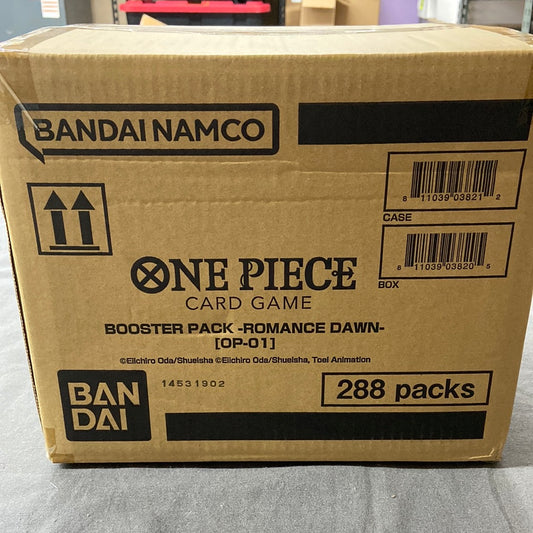 BANDAI NAMCO
8 11039 03821 2
CASE
8 11039 03820 5
BOX
ONE PIECE
CARD GAME
BOOSTER PACK -ROMANCE DAWN-
[OP-01]
©Eiichiro Oda/Shueisha ©Eiichiro Oda/Shueisha, Toei Animation
BAN
DAI
14531902
288 packs